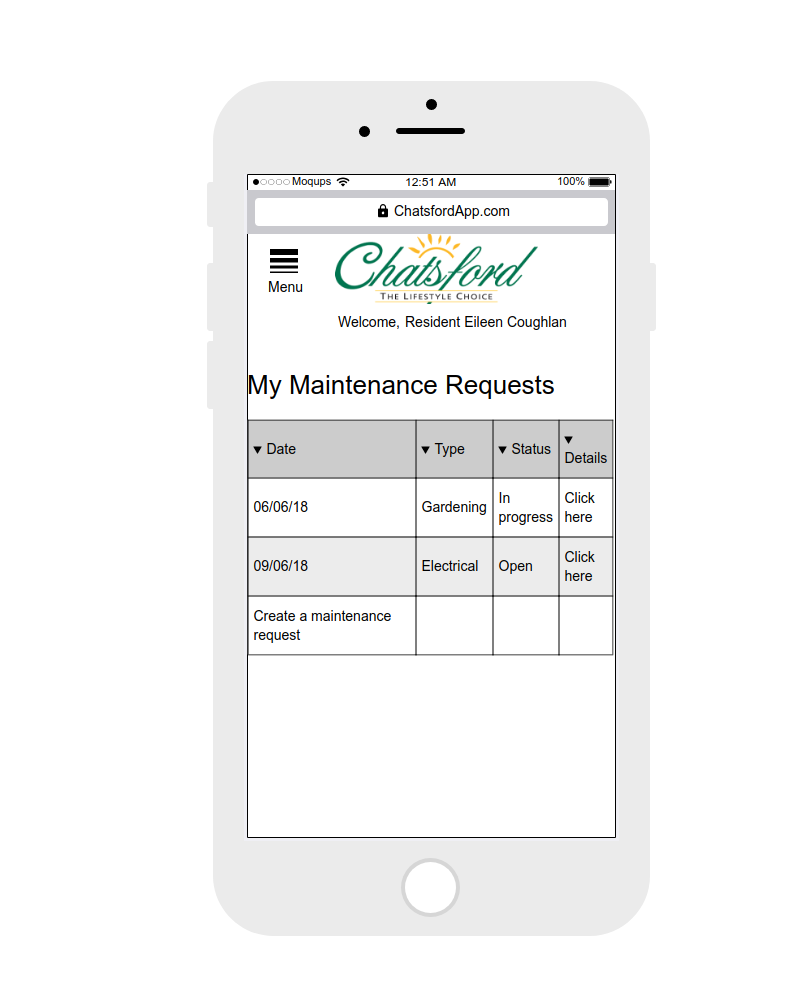 Moqups 12:51 AM 100%
ChatsfordApp.com
Menu
Chatsford
THE LIFESTYLE CHOICE
Welcome, Resident Eileen Coughlan
My Maintenance Requests
Date Type Status Details
06/06/18 Gardening In progress Click here
09/06/18 Electrical Open Click here
Create a maintenance
request